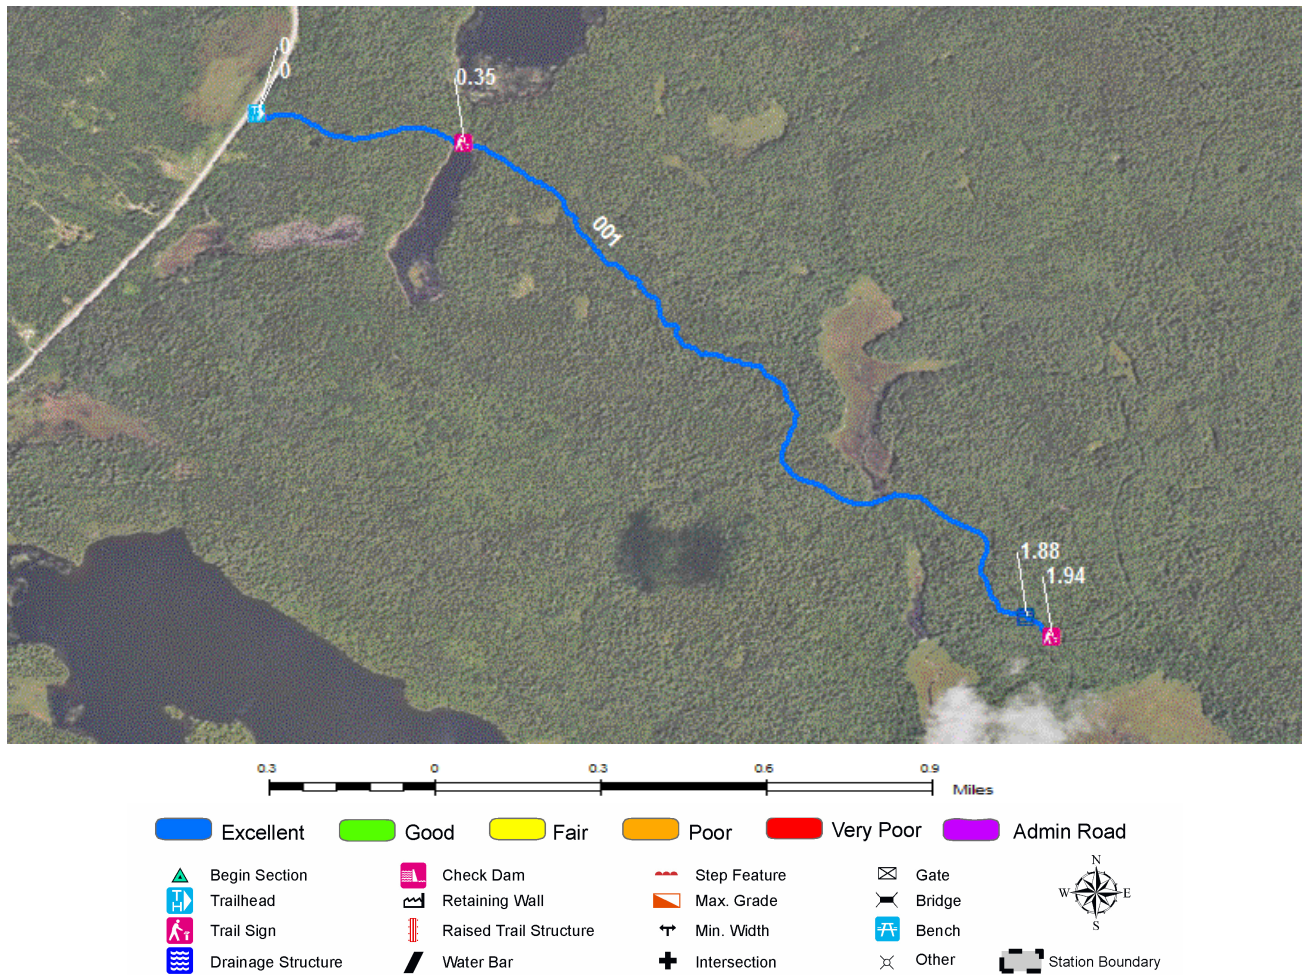 0
0
0.35
001
1.88
1.94
0.3 0 0.3 0.6 0.9
Miles
Excellent Good Fair Poor Very Poor Admin Road
Begin Section Check Dam Step Feature Gate
Trailhead Retaining Wall Max. Grade Bridge
Trail Sign Raised Trail Structure Min. Width Bench
Drainage Structure Water Bar Intersection Other Station Boundary
N
W E
S
TH